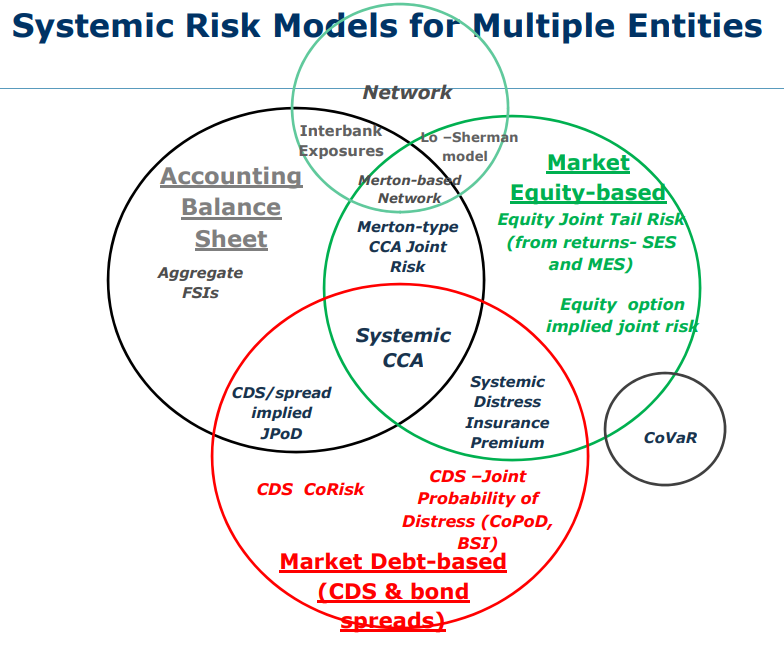 Systemic Risk Models for Multiple Entities
Network
Interbank
Exposures
Lo –Sherman
model
Merton–based
Network
Accounting
Balance
Sheet
Aggregate
FSIs
Market
Equity–based
Equity Joint Tail Risk
(from returns– SES
and MES)
Equity option
implied joint risk
Merton–type
CCA Joint
Risk
Systemic
CCA
CDS/spread
implied
JPoD
Systemic
Distress
Insurance
Premium
CoVaR
CDS CoRisk
CDS –Joint
Probability of
Distress (CoPoD,
BSI)
Market Debt–based
(CDS & bond
spreads)